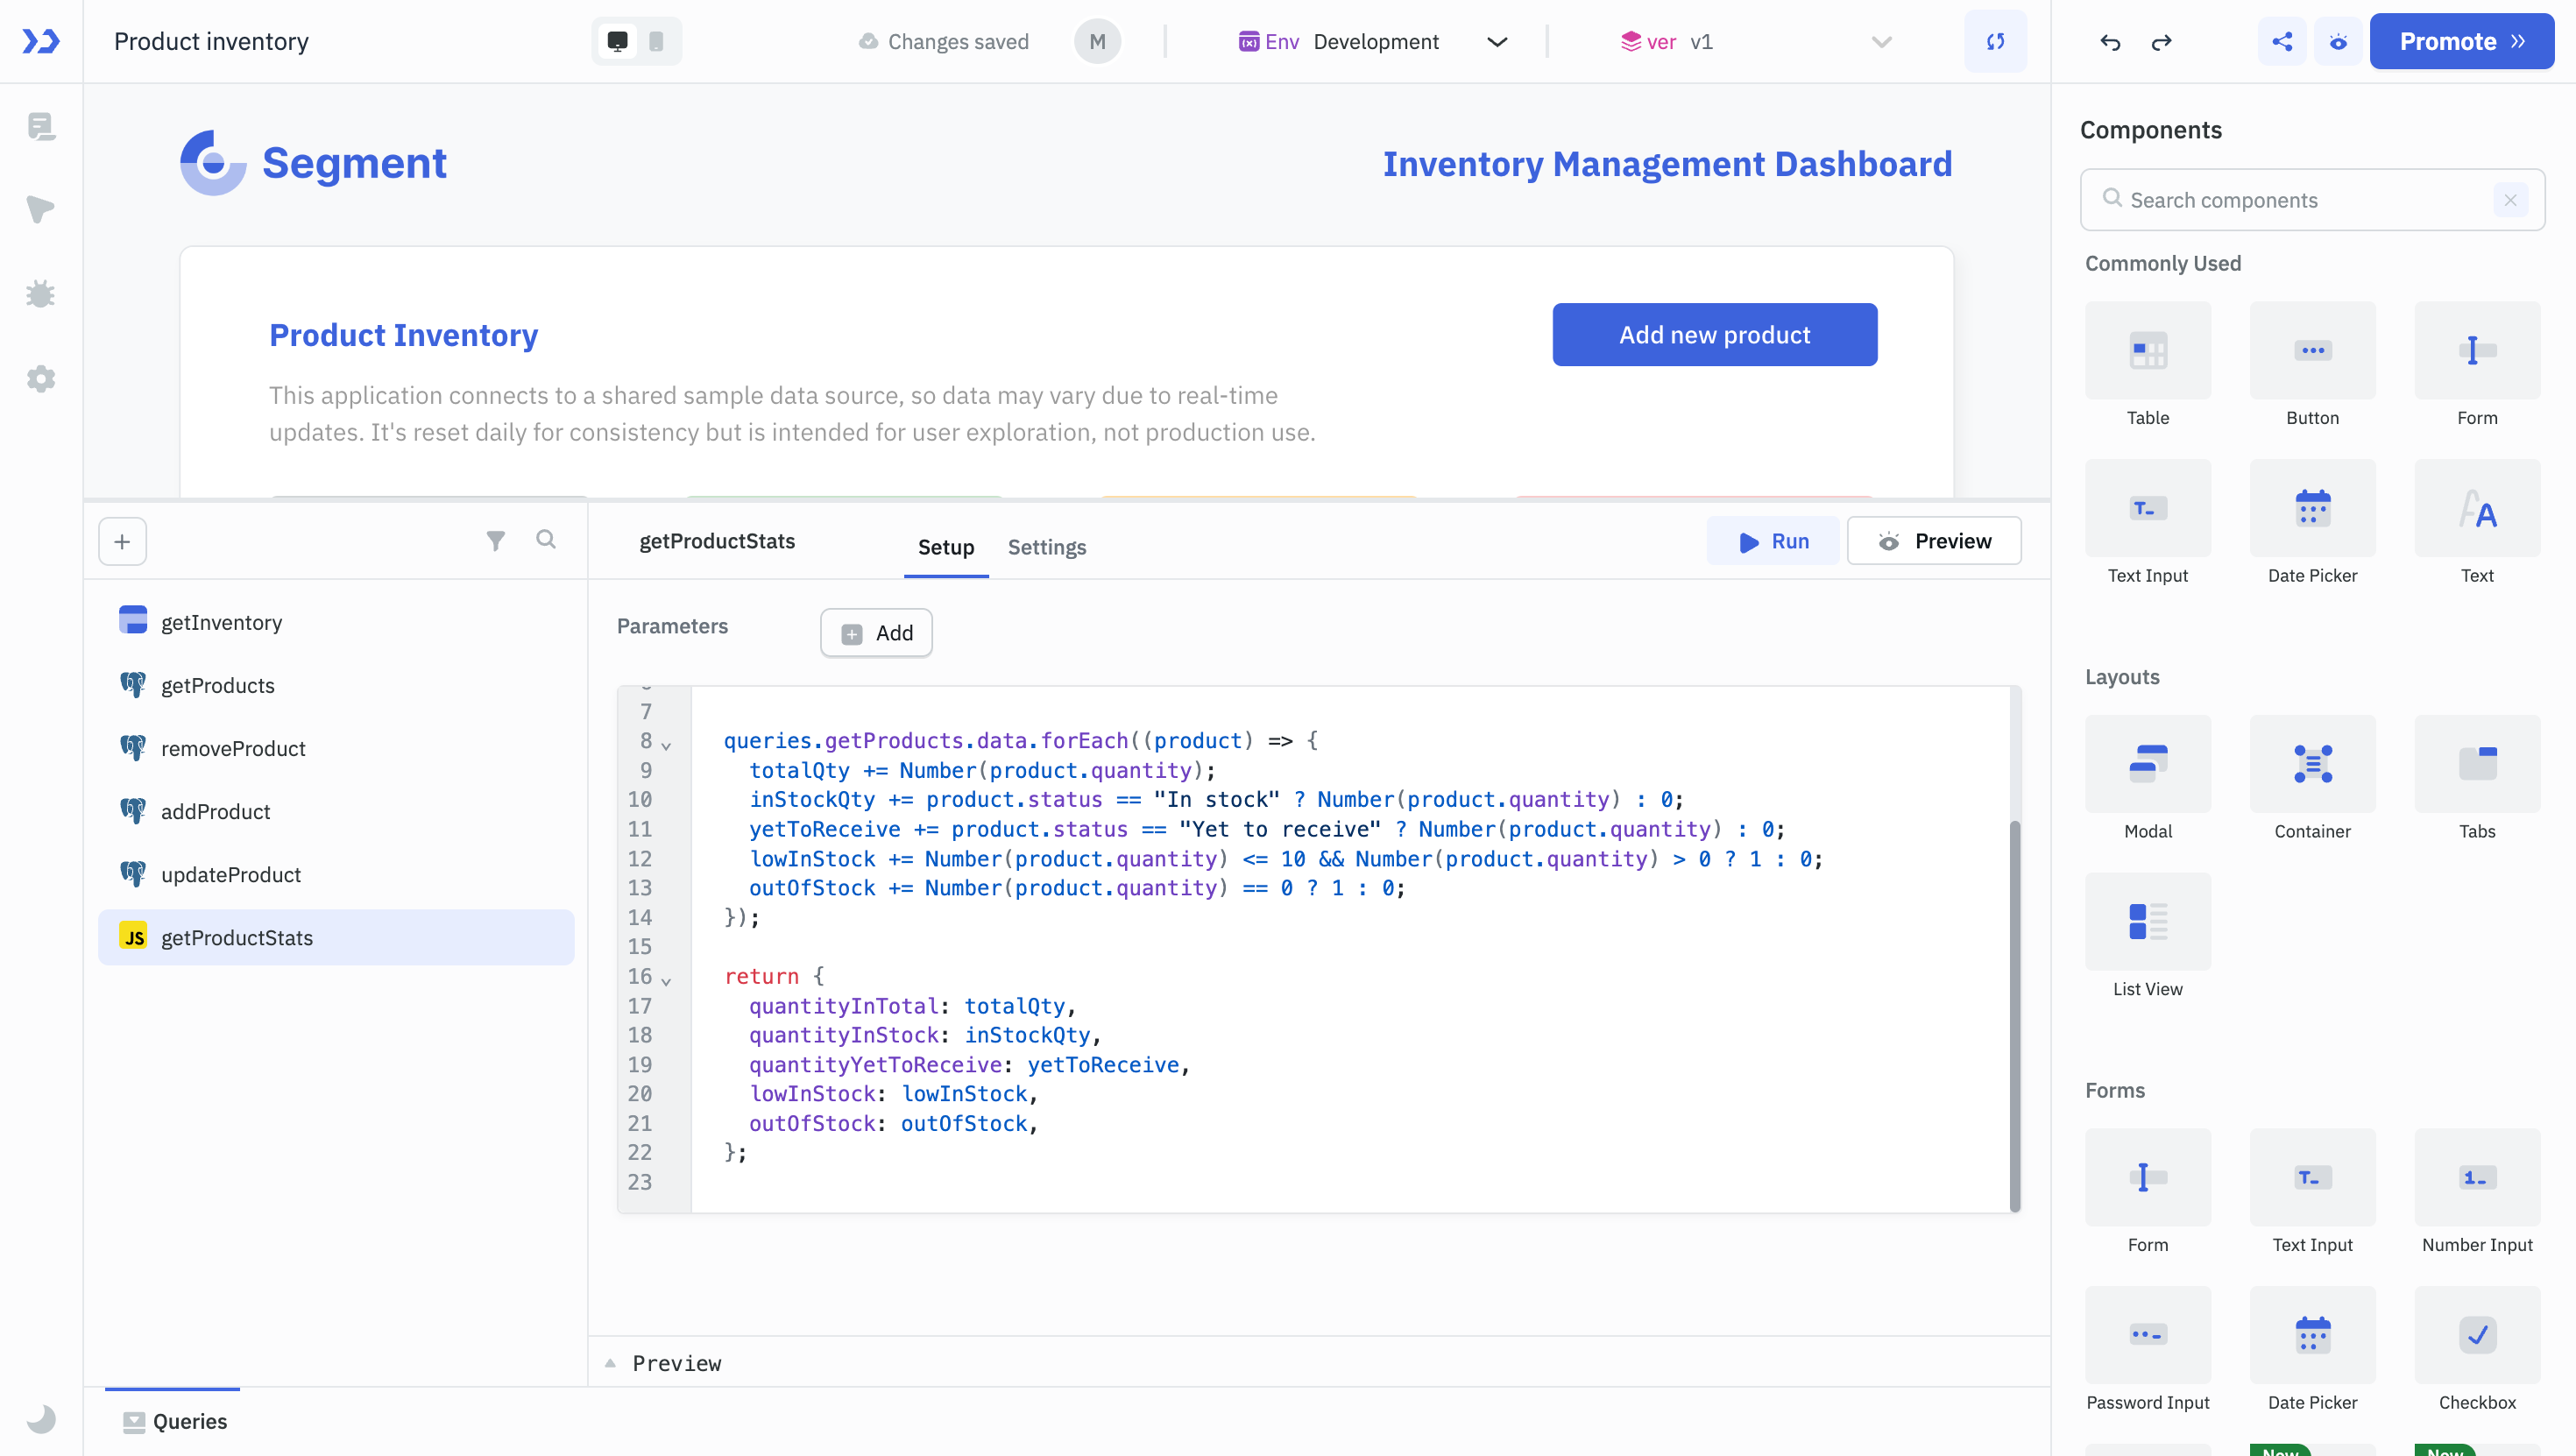 Product inventory
Changes saved
M
Env Development
ver v1
Promote
Segment
Inventory Management Dashboard
Product Inventory
Add new product
This application connects to a shared sample data source, so data may vary due to real-time
updates. It's reset daily for consistency but is intended for user exploration, not production use.
getInventory
getProducts
removeProduct
addProduct
updateProduct
JS getProductStats
getProductStats
Setup
Settings
Run
Preview
Parameters
Add
7
8 queries.getProducts.data.forEach((product) => {
9 totalQty += Number(product.quantity);
10 inStockQty += product.status == "In stock" ? Number(product.quantity) : 0;
11 yetToReceive += product.status == "Yet to receive" ? Number(product.quantity) : 0;
12 lowInStock += Number(product.quantity) <= 10 && Number(product.quantity) > 0 ? 1 : 0;
13 outOfStock += Number(product.quantity) == 0 ? 1 : 0;
14 });
15
16 return {
17 quantityInTotal: totalQty,
18 quantityInStock: inStockQty,
19 quantityYetToReceive: yetToReceive,
20 lowInStock: lowInStock,
21 outOfStock: outOfStock,
22 };
23
Preview
Queries
Components
Search components
Commonly Used
Table
Button
Form
Text Input
Date Picker
Text
Layouts
Modal
Container
Tabs
List View
Forms
Form
Text Input
Number Input
Password Input
Date Picker
Checkbox
New
New